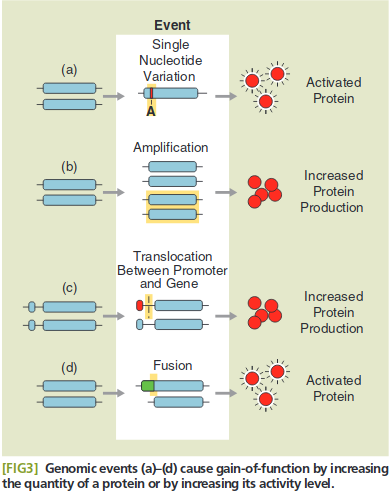 Event
(a)
Single
Nucleotide
Variation
A
Activated
Protein
(b)
Amplification
Increased
Protein
Production
(c)
Translocation
Between Promoter
and Gene
Increased
Protein
Production
(d)
Fusion
Activated
Protein
[FIG3] Genomic events (a)–(d) cause gain-of-function by increasing
the quantity of a protein or by increasing its activity level.